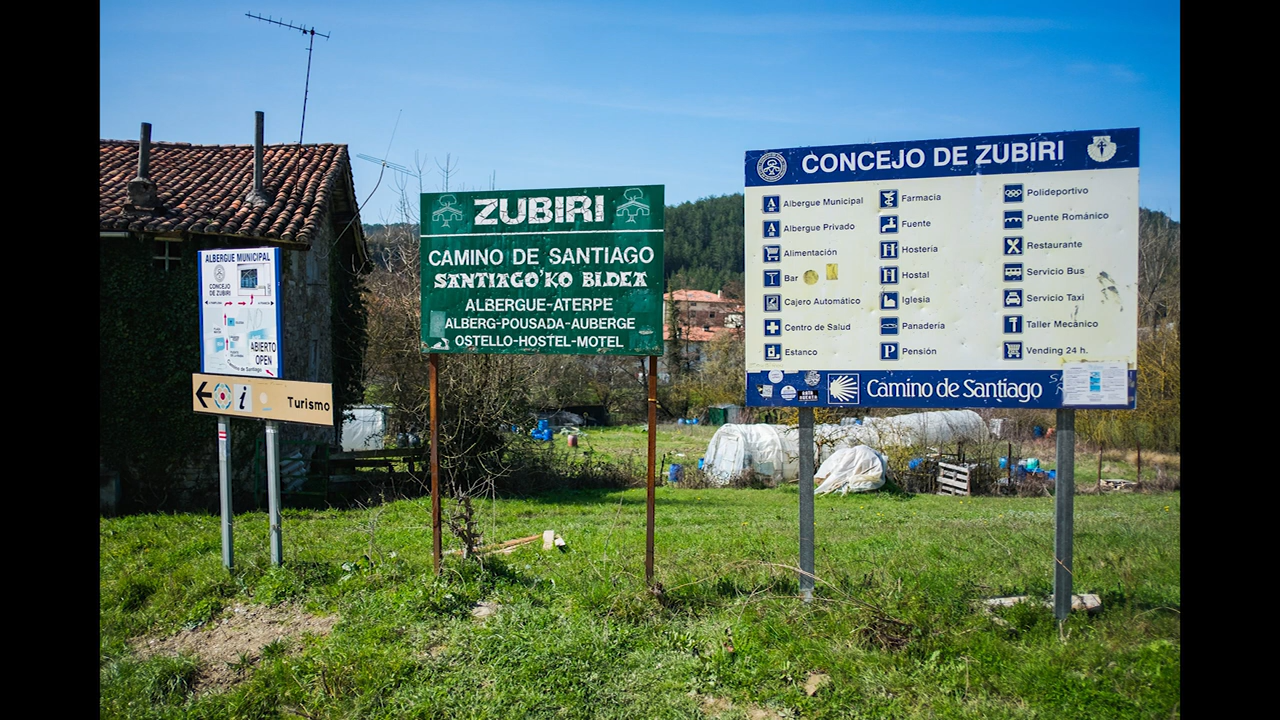 ALBERGUE MUNICIPAL
CONCEJO
DE ZUBIRI
ABIERTO
OPEN
Camino de Santiago
i Turismo
ZUBIRI
CAMINO DE SANTIAGO
SANTIAGO'KO BIDEA
ALBERGUE-ATERPE
ALBERG-POUSADA-AUBERGE
OSTELLO-HOSTEL-MOTEL
CONCEJO DE ZUBIRI
Albergue Municipal
Albergue Privado
Alimentación
Bar
Cajero Automático
Centro de Salud
Estanco
Farmacia
Fuente
H Hostería
H Hostal
Iglesia
Panadería
P Pensión
Polideportivo
Puente Románico
Restaurante
Servicio Bus
Servicio Taxi
Taller Mecánico
Vending 24 h.
Camino de Santiago